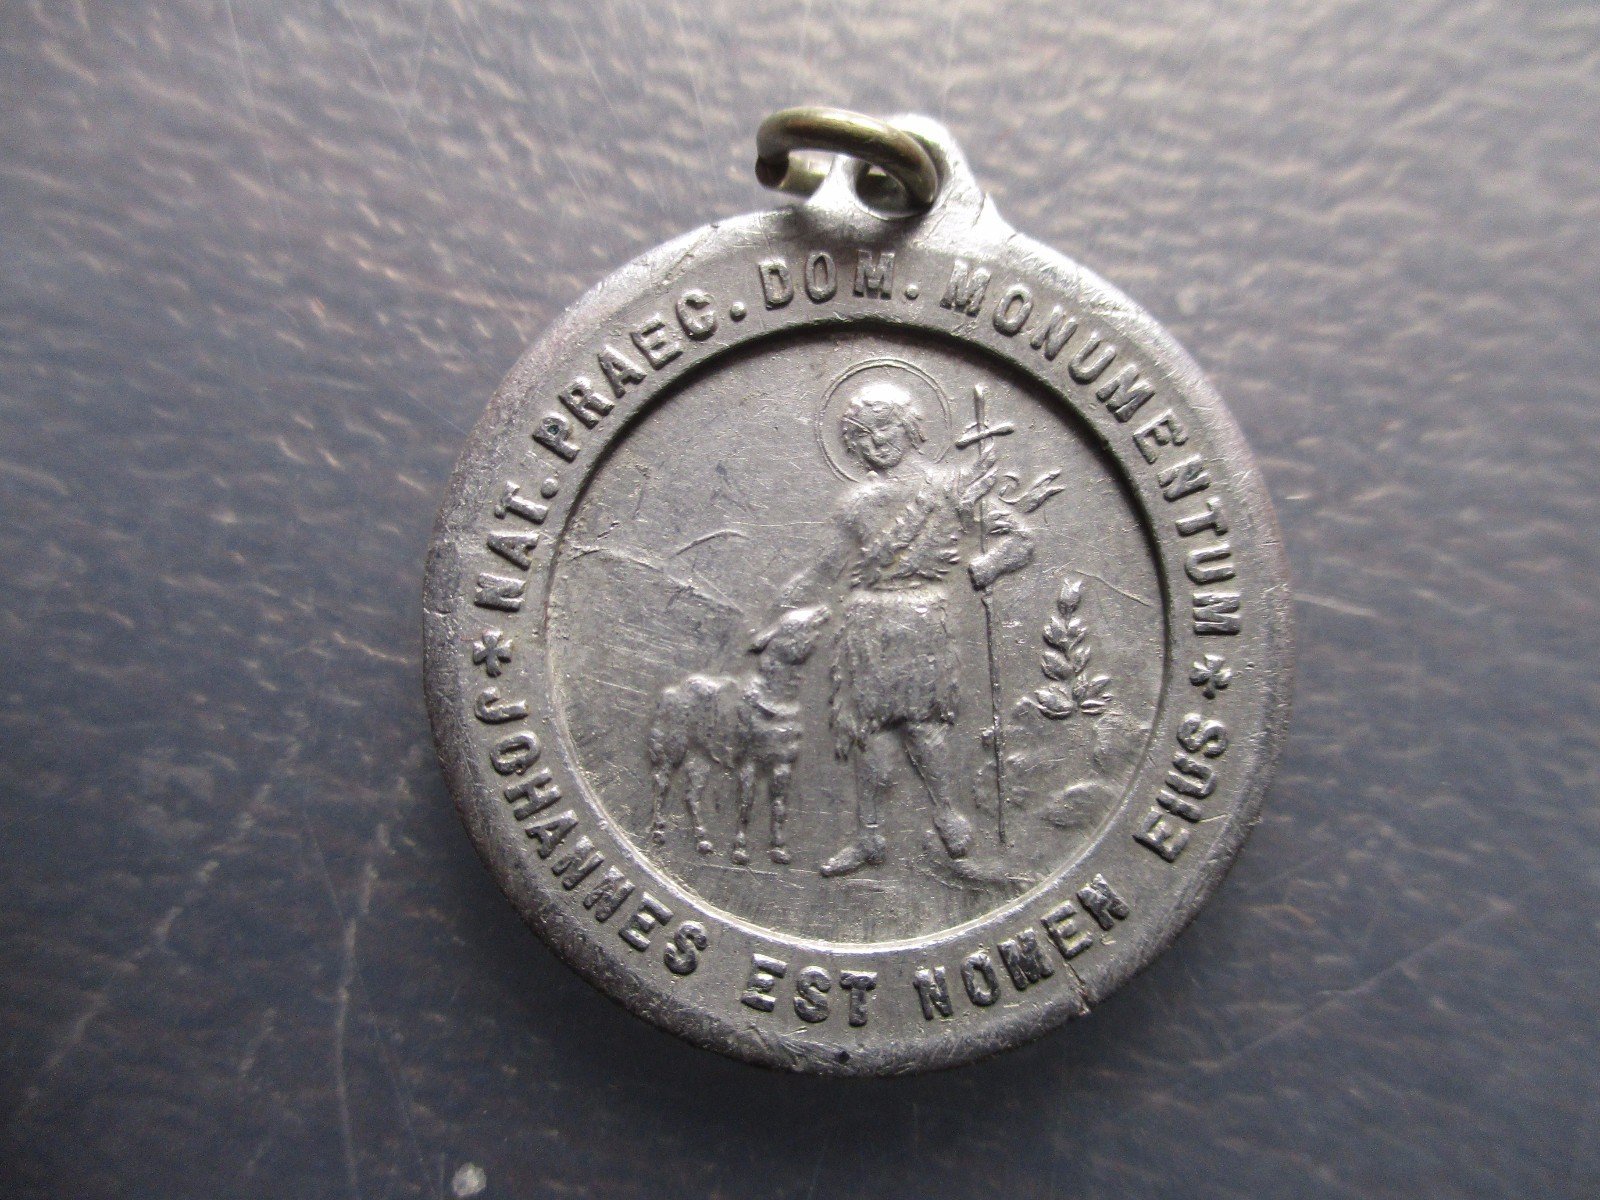 NAT. PRAEC. DOM. MONUMENTUM
JOHANNES EST NOMEN EIUS